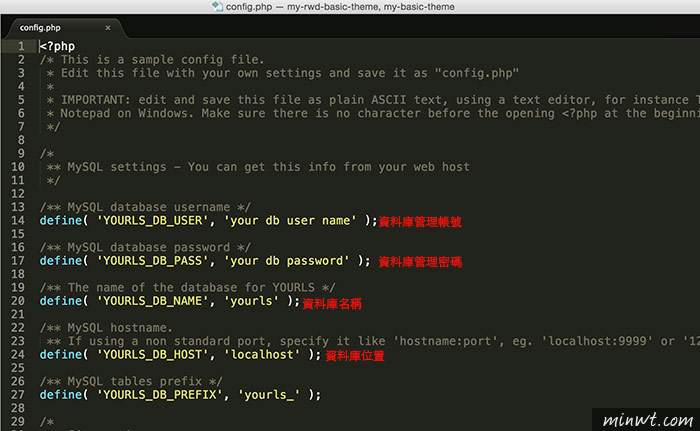 config.php — my-rwd-basic-theme, my-basic-theme
config.php ×
1 <?php
2 /* This is a sample config file.
3 * Edit this file with your own settings and save it as "config.php"
4 *
5 * IMPORTANT: edit and save this file as plain ASCII text, using a text editor, for instance T
6 * Notepad on Windows. Make sure there is no character before the opening <?php at the beginni
7 */
8
9 /*
10 ** MySQL settings - You can get this info from your web host
11 */
12
13 /** MySQL database username */
14 define( 'YOURLS_DB_USER', 'your db user name' ); 資料庫管理帳號
15
16 /** MySQL database password */
17 define( 'YOURLS_DB_PASS', 'your db password' ); 資料庫管理密碼
18
19 /** The name of the database for YOURLS */
20 define( 'YOURLS_DB_NAME', 'yourls' ); 資料庫名稱
21
22 /** MySQL hostname.
23 ** If using a non standard port, specify it like 'hostname:port', eg. 'localhost:9999' or '12
24 define( 'YOURLS_DB_HOST', 'localhost' ); 資料庫位置
25
26 /** MySQL tables prefix */
27 define( 'YOURLS_DB_PREFIX', 'yourls_' );
28
29 /*
minwt.com